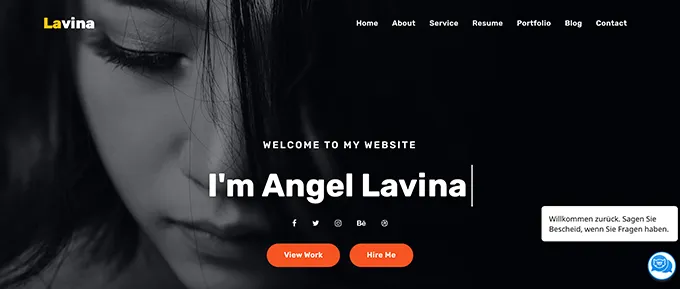 Lavina
Home About Service Resume Portfolio Blog Contact
WELCOME TO MY WEBSITE
I'm Angel Lavina
Bē
View Work Hire Me
Willkommen zurück. Sagen Sie
Bescheid, wenn Sie Fragen haben.